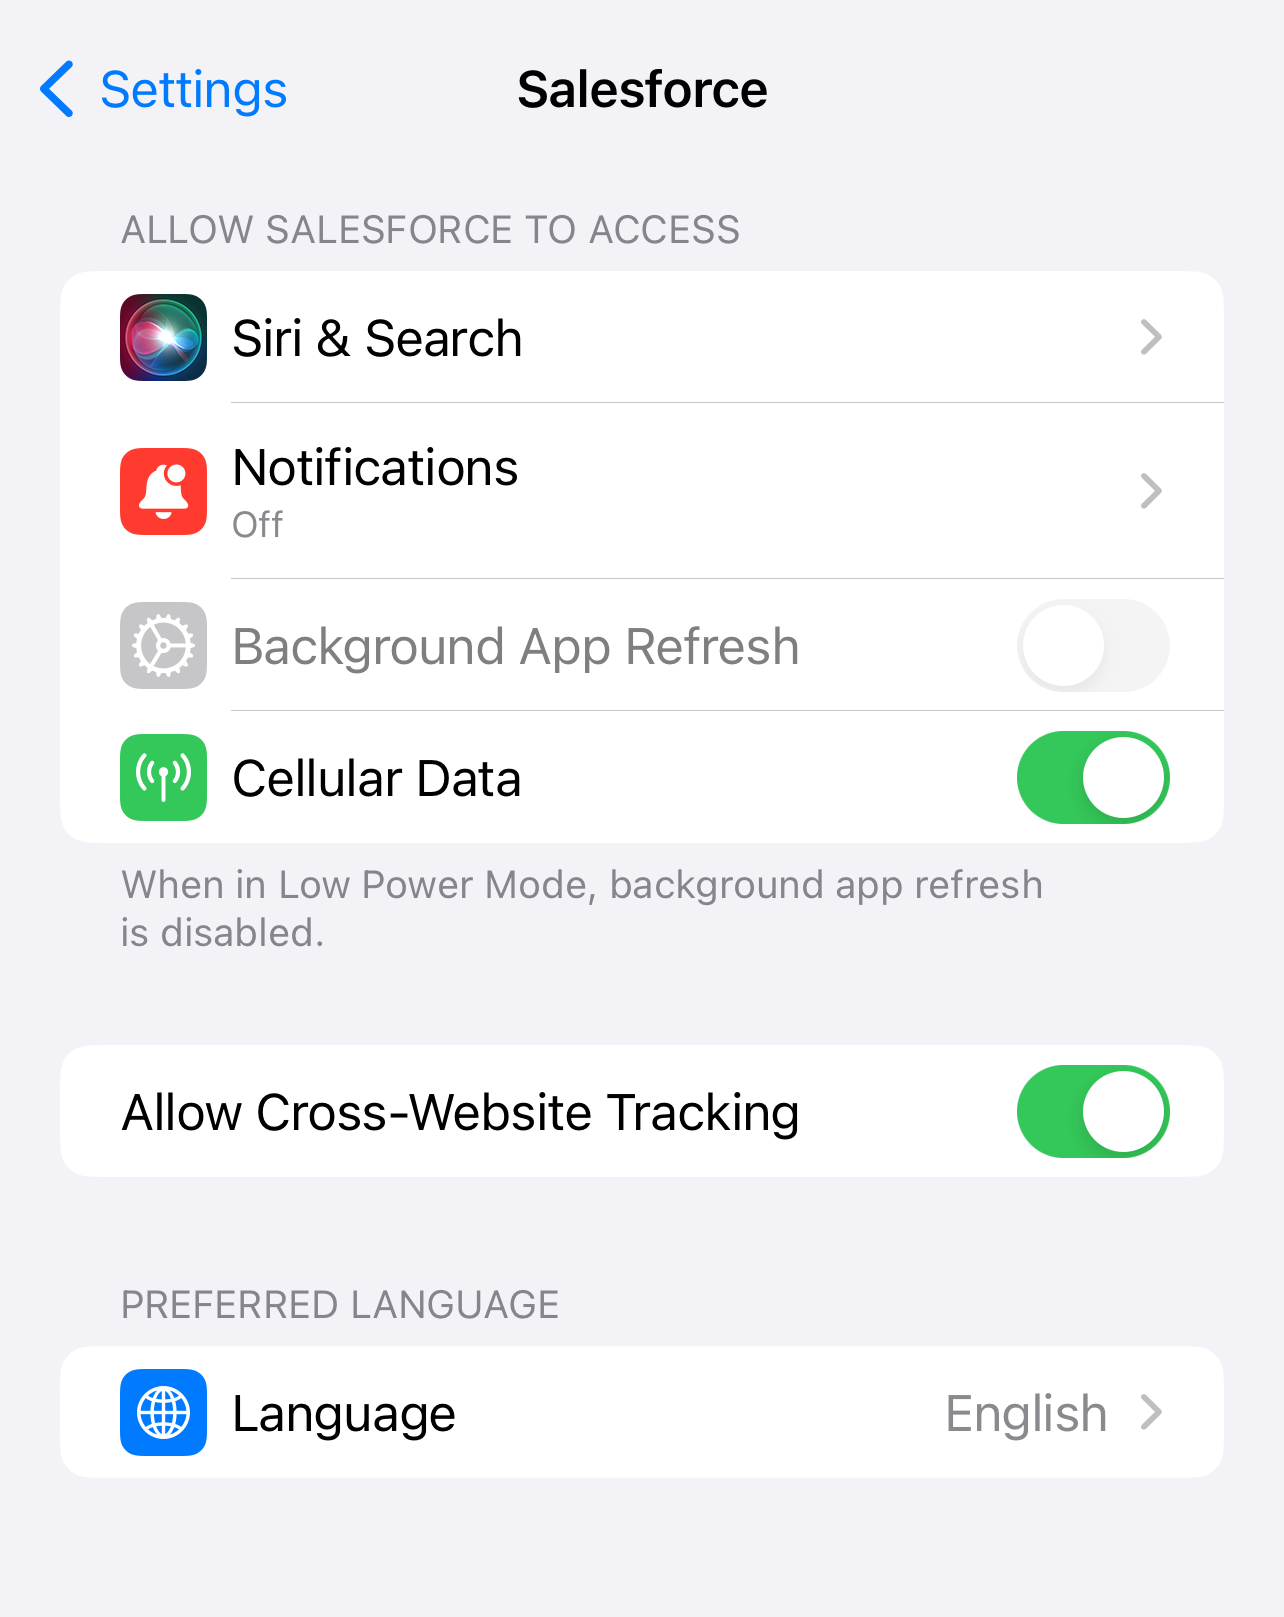 Settings
Salesforce
ALLOW SALESFORCE TO ACCESS
Siri & Search
Notifications
Off
Background App Refresh
Cellular Data
When in Low Power Mode, background app refresh
is disabled.
Allow Cross-Website Tracking
PREFERRED LANGUAGE
Language English